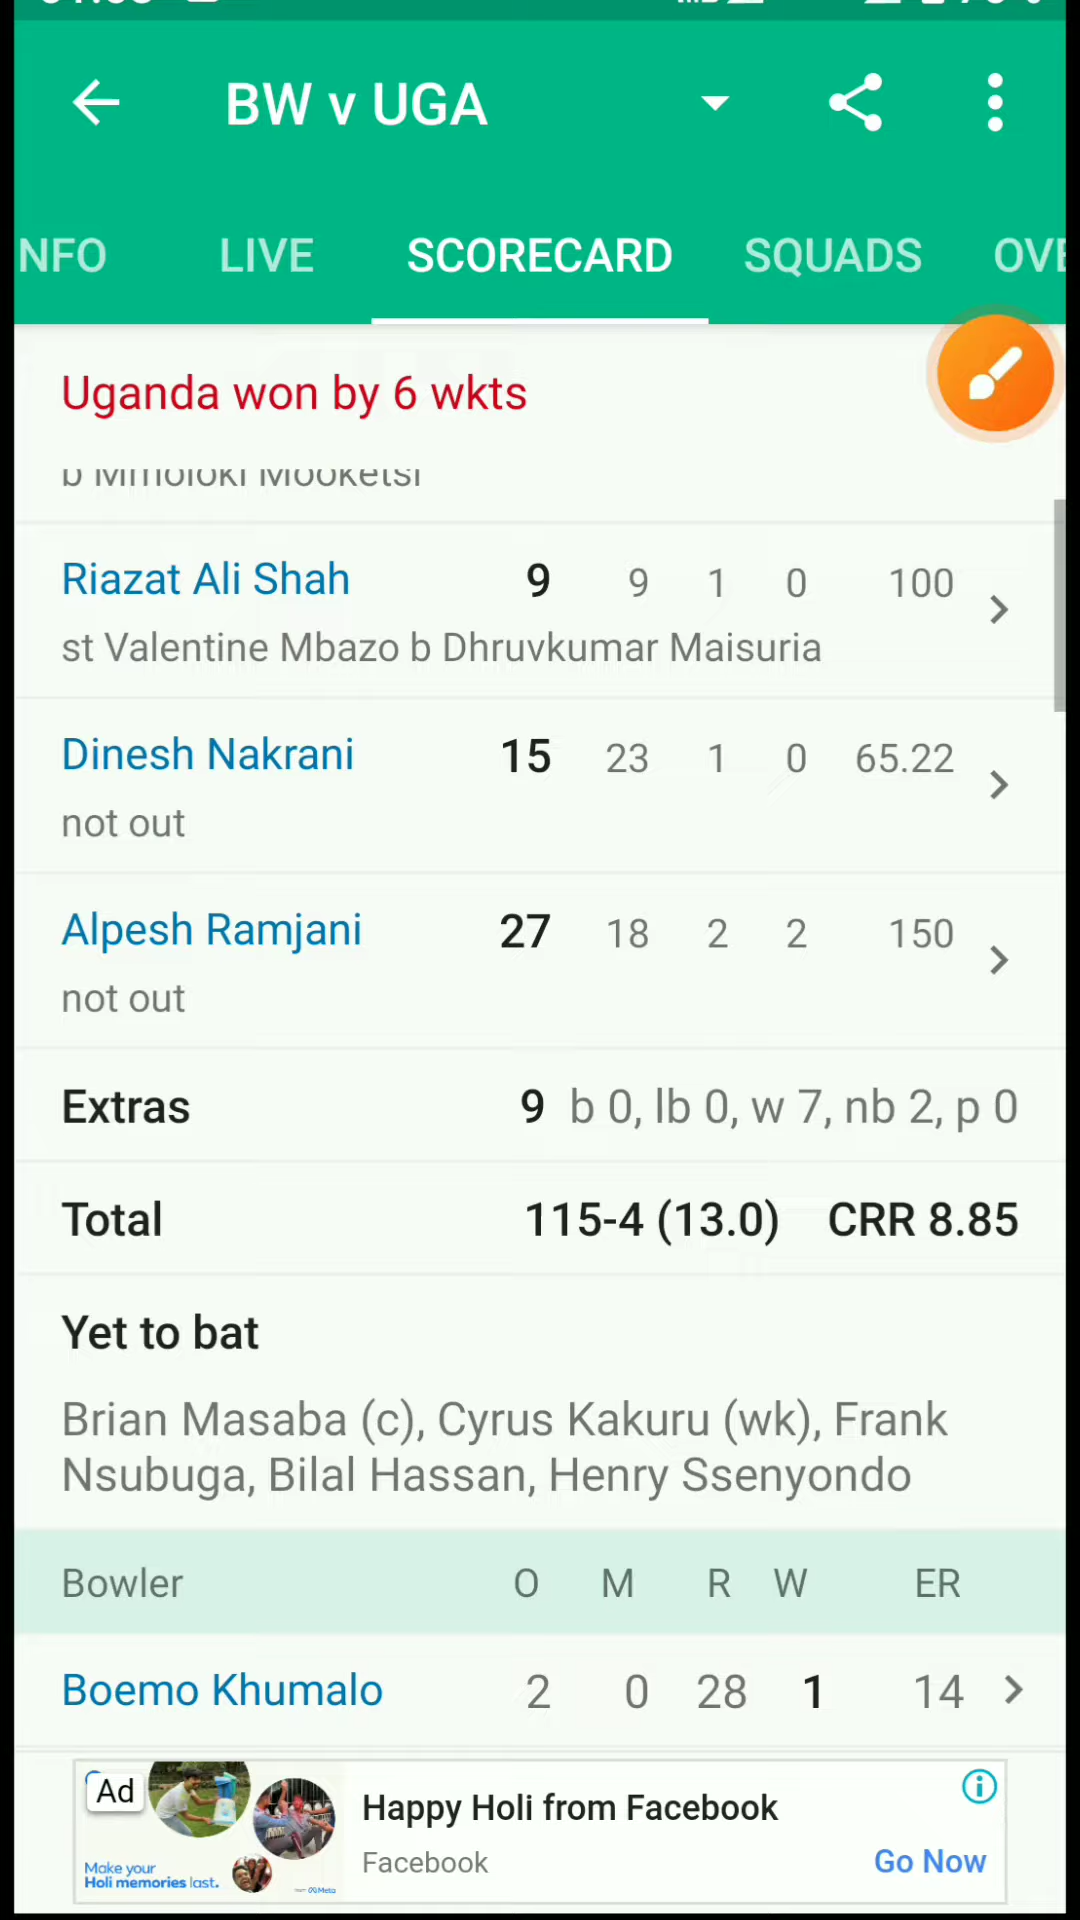 BW v UGA
NFO LIVE SCORECARD SQUADS OVE
Uganda won by 6 wkts
b Mmoloki Mooketsi
Riazat Ali Shah 9 9 1 0 100
st Valentine Mbazo b Dhruvkumar Maisuria
Dinesh Nakrani 15 23 1 0 65.22
not out
Alpesh Ramjani 27 18 2 2 150
not out
Extras 9 b 0, lb 0, w 7, nb 2, p 0
Total 115-4 (13.0) CRR 8.85
Yet to bat
Brian Masaba (c), Cyrus Kakuru (wk), Frank
Nsubuga, Bilal Hassan, Henry Ssenyondo
Bowler O M R W ER
Boemo Khumalo 2 0 28 1 14
Ad
Make your
Holi memories last.
Meta
Happy Holi from Facebook
Facebook
Go Now